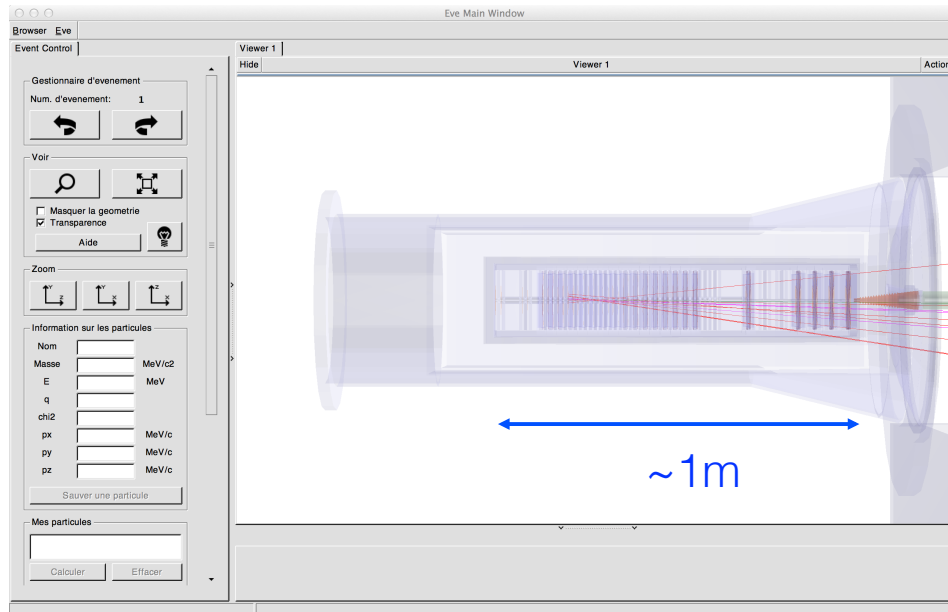 Eve Main Window
Browser Eve
Event Control
Viewer 1
Hide
Viewer 1
Action
Gestionnaire d'evenement
Num. d'evenement: 1
Voir
Masquer la geometrie
Transparence
Aide
Zoom
Y
Z
Y
X
Z
X
Information sur les particules
Nom
Masse MeV/c2
E MeV
q
chi2
px MeV/c
py MeV/c
pz MeV/c
Sauver une particule
Mes particules
Calculer Effacer
~1m